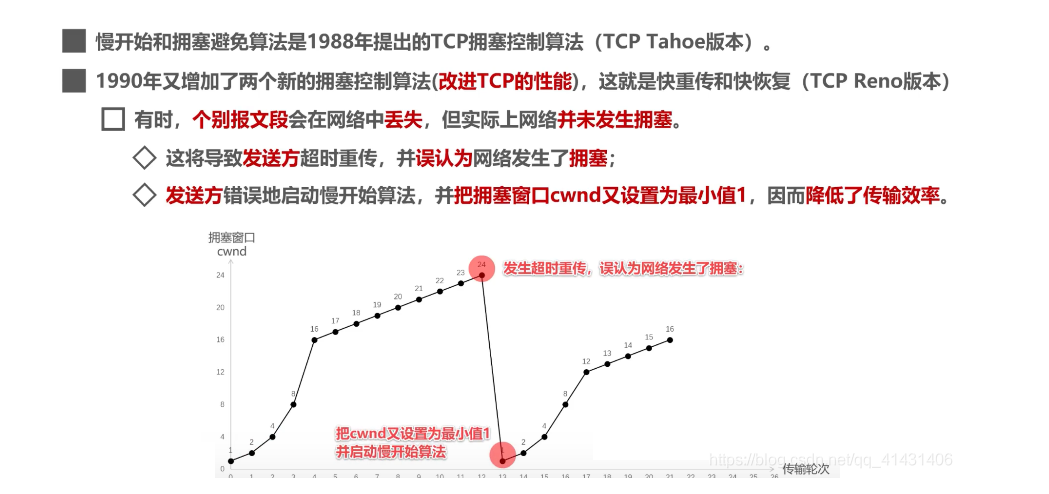 慢开始和拥塞避免算法是1988年提出的TCP拥塞控制算法（TCP Tahoe版本）。
1990年又增加了两个新的拥塞控制算法(改进TCP的性能)，这就是快重传和快恢复（TCP Reno版本）
有时，个别报文段会在网络中丢失，但实际上网络并未发生拥塞。
这将导致发送方超时重传，并误认为网络发生了拥塞；
发送方错误地启动慢开始算法，并把拥塞窗口cwnd又设置为最小值1，因而降低了传输效率。
拥塞窗口
cwnd
发生超时重传，误认为网络发生了拥塞：
24
20
16
12
8
4
0
1
2
4
8
16
17
18
19
20
21
22
23
24
2
4
8
12
13
14
15
16
把cwnd又设置为最小值1
并启动慢开始算法
https://blog.csdn.net/qq_41431406
传输轮次
0 1 2 3 4 5 6 7 8 9 10 11 12 13 14 15 16 17 18 19 20 21 22 23 24 25 26